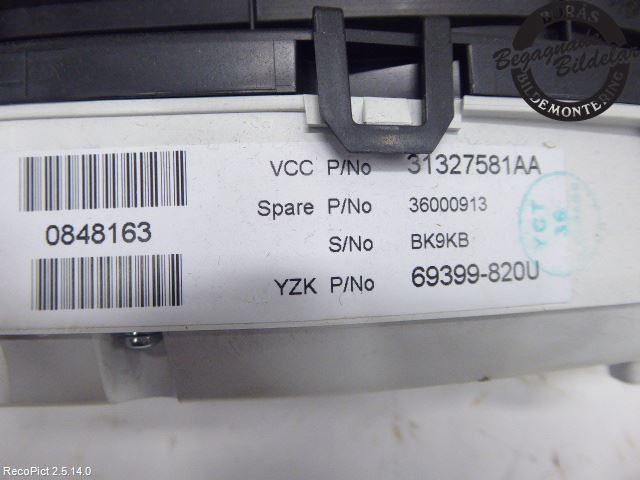 BORÅS
Begagnade
Bildelar
BILDEMONTERING
VCC P/No 31327581AA
Spare P/No 36000913
0848163
S/No BK9KB
YZK P/No 69399-820U
YCT
RecoPict 2.5.14.0